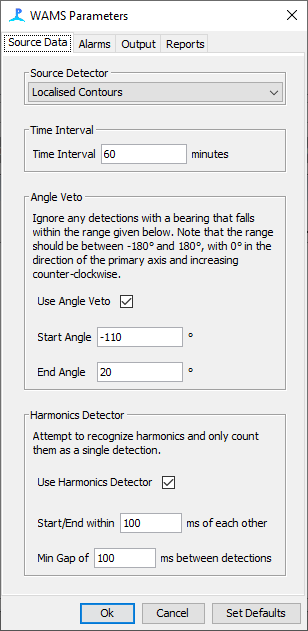 WAMS Parameters
Source Data Alarms Output Reports
Source Detector
Localised Contours
Time Interval
Time Interval 60 minutes
Angle Veto
Ignore any detections with a bearing that falls
within the range given below. Note that the range
should be between -180° and 180°, with 0° in the
direction of the primary axis and increasing
counter-clockwise.
Use Angle Veto
Start Angle -110 °
End Angle 20 °
Harmonics Detector
Attempt to recognize harmonics and only count
them as a single detection.
Use Harmonics Detector
Start/End within 100 ms of each other
Min Gap of 100 ms between detections
Ok Cancel Set Defaults